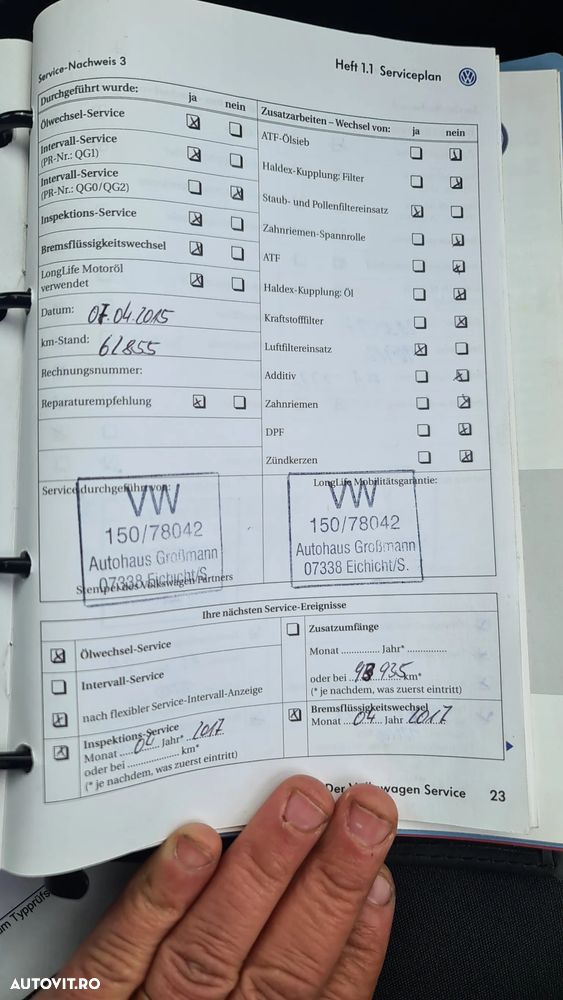 Service-Nachweis 3
Heft 1.1 Serviceplan
Durchgeführt wurde: ja nein
Ölwechsel-Service
Intervall-Service
(PR-Nr.: QG1)
Intervall-Service
(PR-Nr.: QG0/QG2)
Inspektions-Service
Bremsflüssigkeitswechsel
LongLife Motoröl
verwendet
Datum: 07.04.2015
km-Stand: 61855
Rechnungsnummer:
Reparaturempfehlung
Zusatzarbeiten – Wechsel von: ja nein
ATF-Ölsieb
Haldex-Kupplung: Filter
Staub- und Pollenfiltereinsatz
Zahnriemen-Spannrolle
ATF
Haldex-Kupplung: Öl
Kraftstofffilter
Luftfiltereinsatz
Additiv
Zahnriemen
DPF
Zündkerzen
Service durchgeführt von:
VW
150/78042
Autohaus Großmann
07338 Eichicht/S.
Stempel des Volkswagen Partners
LongLife Mobilitätsgarantie:
VW
150/78042
Autohaus Großmann
07338 Eichicht/S.
Ihre nächsten Service-Ereignisse
Ölwechsel-Service
Intervall-Service
nach flexibler Service-Intervall-Anzeige
Inspektions-Service
Monat 04 Jahr* 2017
oder bei .................. km*
(* je nachdem, was zuerst eintritt)
Zusatzumfänge
Monat ............. Jahr* .............
oder bei 93 935 km*
(* je nachdem, was zuerst eintritt)
Bremsflüssigkeitswechsel
Monat 04 Jahr 2017
Der Volkswagen Service 23
um Typprüfs
AUTOVIT.RO